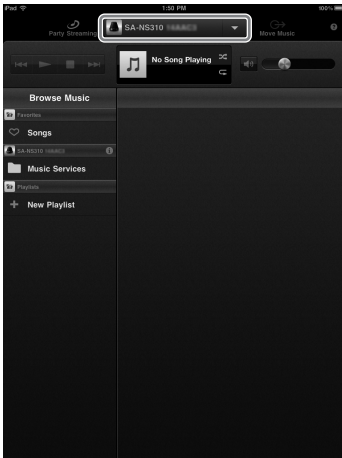 iPad 1:50 PM 100%
Party Streaming SA-NS310 Move Music
No Song Playing
Browse Music
Favorites
Songs
SA-NS310
Music Services
Playlists
New Playlist